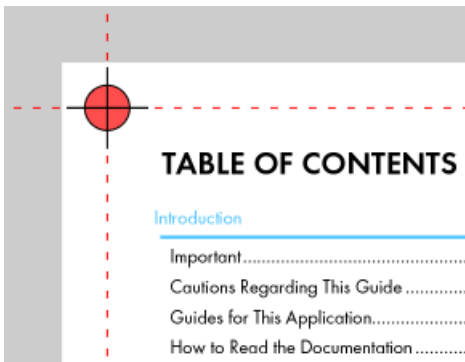 TABLE OF CONTENTS
Introduction
Important..........................................
Cautions Regarding This Guide ............
Guides for This Application..................
How to Read the Documentation ..........